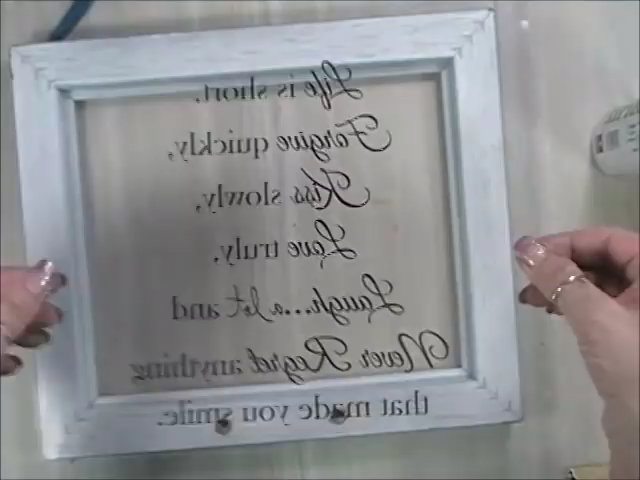 Life is short.
Forgive quickly,
Kiss slowly,
Love truly,
Laugh...a lot and
Never Regret anything
that made you smile.